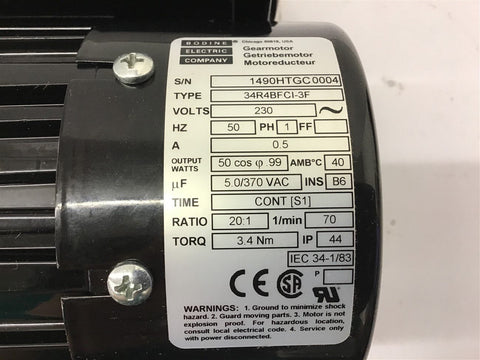 BODINE ELECTRIC COMPANY
Chicago 60618, USA
Gearmotor
Getriebemotor
Motoreducteur
S/N 1490HTGC0004
TYPE 34R4BFCI-3F
VOLTS 230 ~
HZ 50 PH 1 FF
A 0.5
OUTPUT WATTS 50 cos φ .99 AMB°C 40
µF 5.0/370 VAC INS B6
TIME CONT [S1]
RATIO 20.1 1/min 70
TORQ 3.4 Nm IP 44
IEC 34-1/83
P
CE SA RU
WARNINGS: 1. Ground to minimize shock
hazard. 2. Guard moving parts. 3. Motor is not
explosion proof. For hazardous location,
consult local electrical code. 4. Service only
with power disconnected.